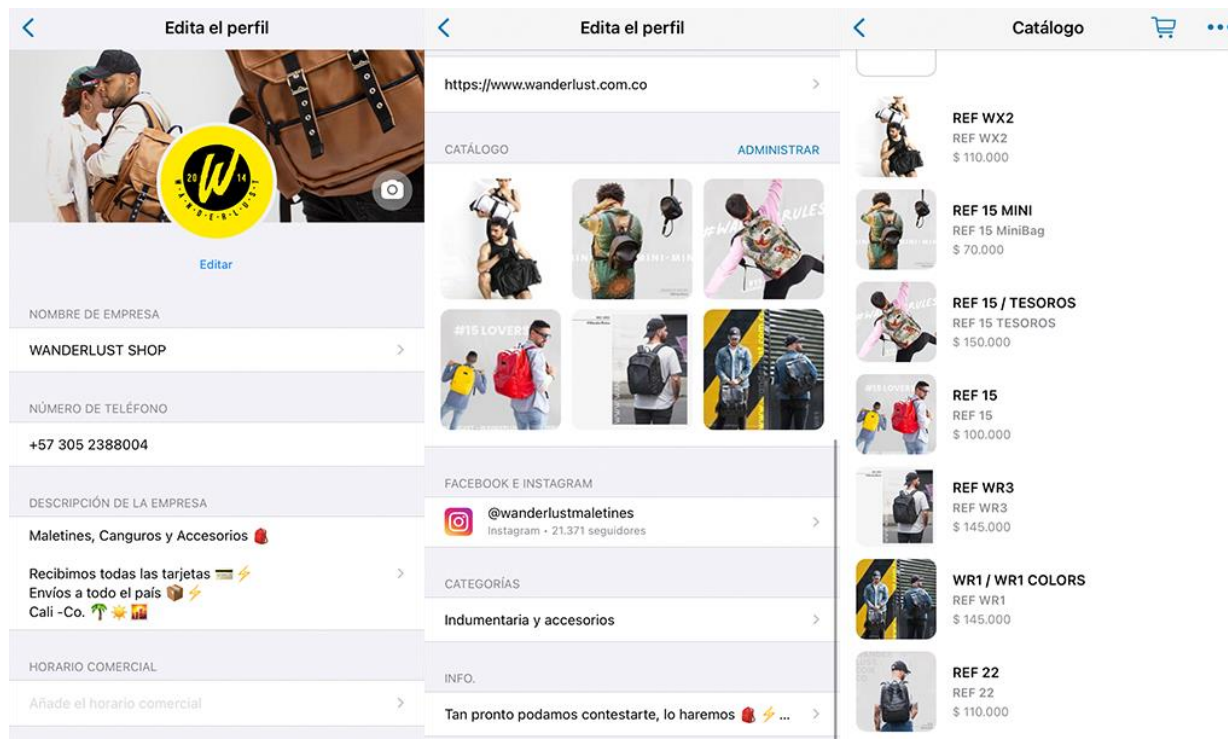 Edita el perfil
20 W 14
WANDERLUST
Editar
NOMBRE DE EMPRESA
WANDERLUST SHOP
NÚMERO DE TELÉFONO
+57 305 2388004
DESCRIPCIÓN DE LA EMPRESA
Maletines, Canguros y Accesorios 🎒
Recibimos todas las tarjetas 💳⚡
Envíos a todo el país 📦⚡
Cali -Co. 🌴☀️🌇
HORARIO COMERCIAL
Añade el horario comercial
Edita el perfil
https://www.wanderlust.com.co
CATÁLOGO
ADMINISTRAR
#15 LOVERS
FACEBOOK E INSTAGRAM
@wanderlustmaletines
Instagram • 21.371 seguidores
CATEGORÍAS
Indumentaria y accesorios
INFO.
Tan pronto podamos contestarte, lo haremos 🎒⚡ ...
Catálogo
REF WX2
REF WX2
$ 110.000
REF 15 MINI
REF 15 MiniBag
$ 70.000
REF 15 / TESOROS
REF 15 TESOROS
$ 150.000
REF 15
REF 15
$ 100.000
REF WR3
REF WR3
$ 145.000
WR1 / WR1 COLORS
REF WR1
$ 145.000
REF 22
REF 22
$ 110.000